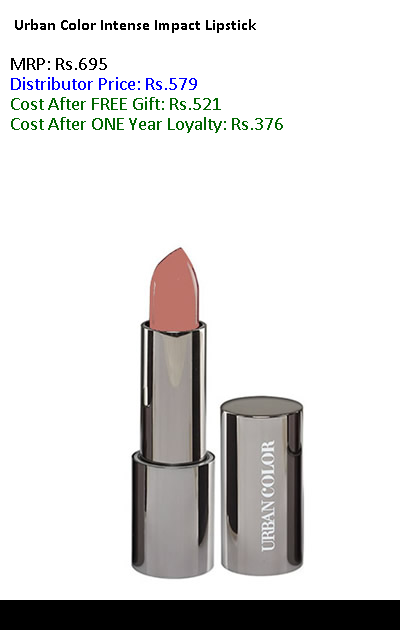 Urban Color Intense Impact Lipstick
MRP: Rs.695
Distributor Price: Rs.579
Cost After FREE Gift: Rs.521
Cost After ONE Year Loyalty: Rs.376
URBAN COLOR